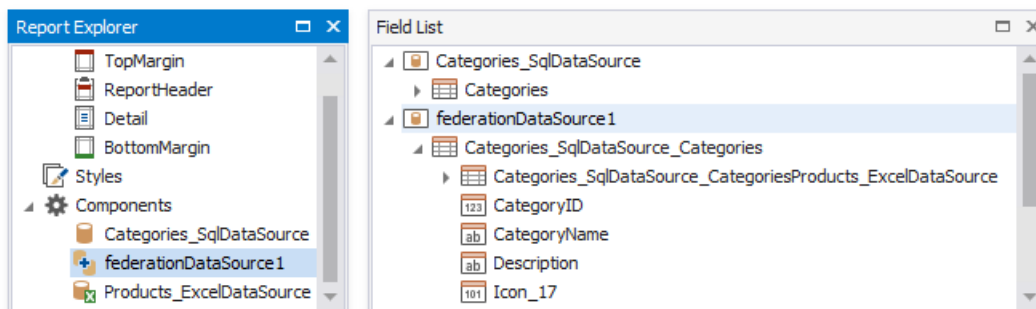 Report Explorer
TopMargin
ReportHeader
Detail
BottomMargin
Styles
Components
Categories_SqlDataSource
federationDataSource1
Products_ExcelDataSource
Field List
Categories_SqlDataSource
Categories
federationDataSource1
Categories_SqlDataSource_Categories
Categories_SqlDataSource_CategoriesProducts_ExcelDataSource
123 CategoryID
ab CategoryName
ab Description
101 Icon_17